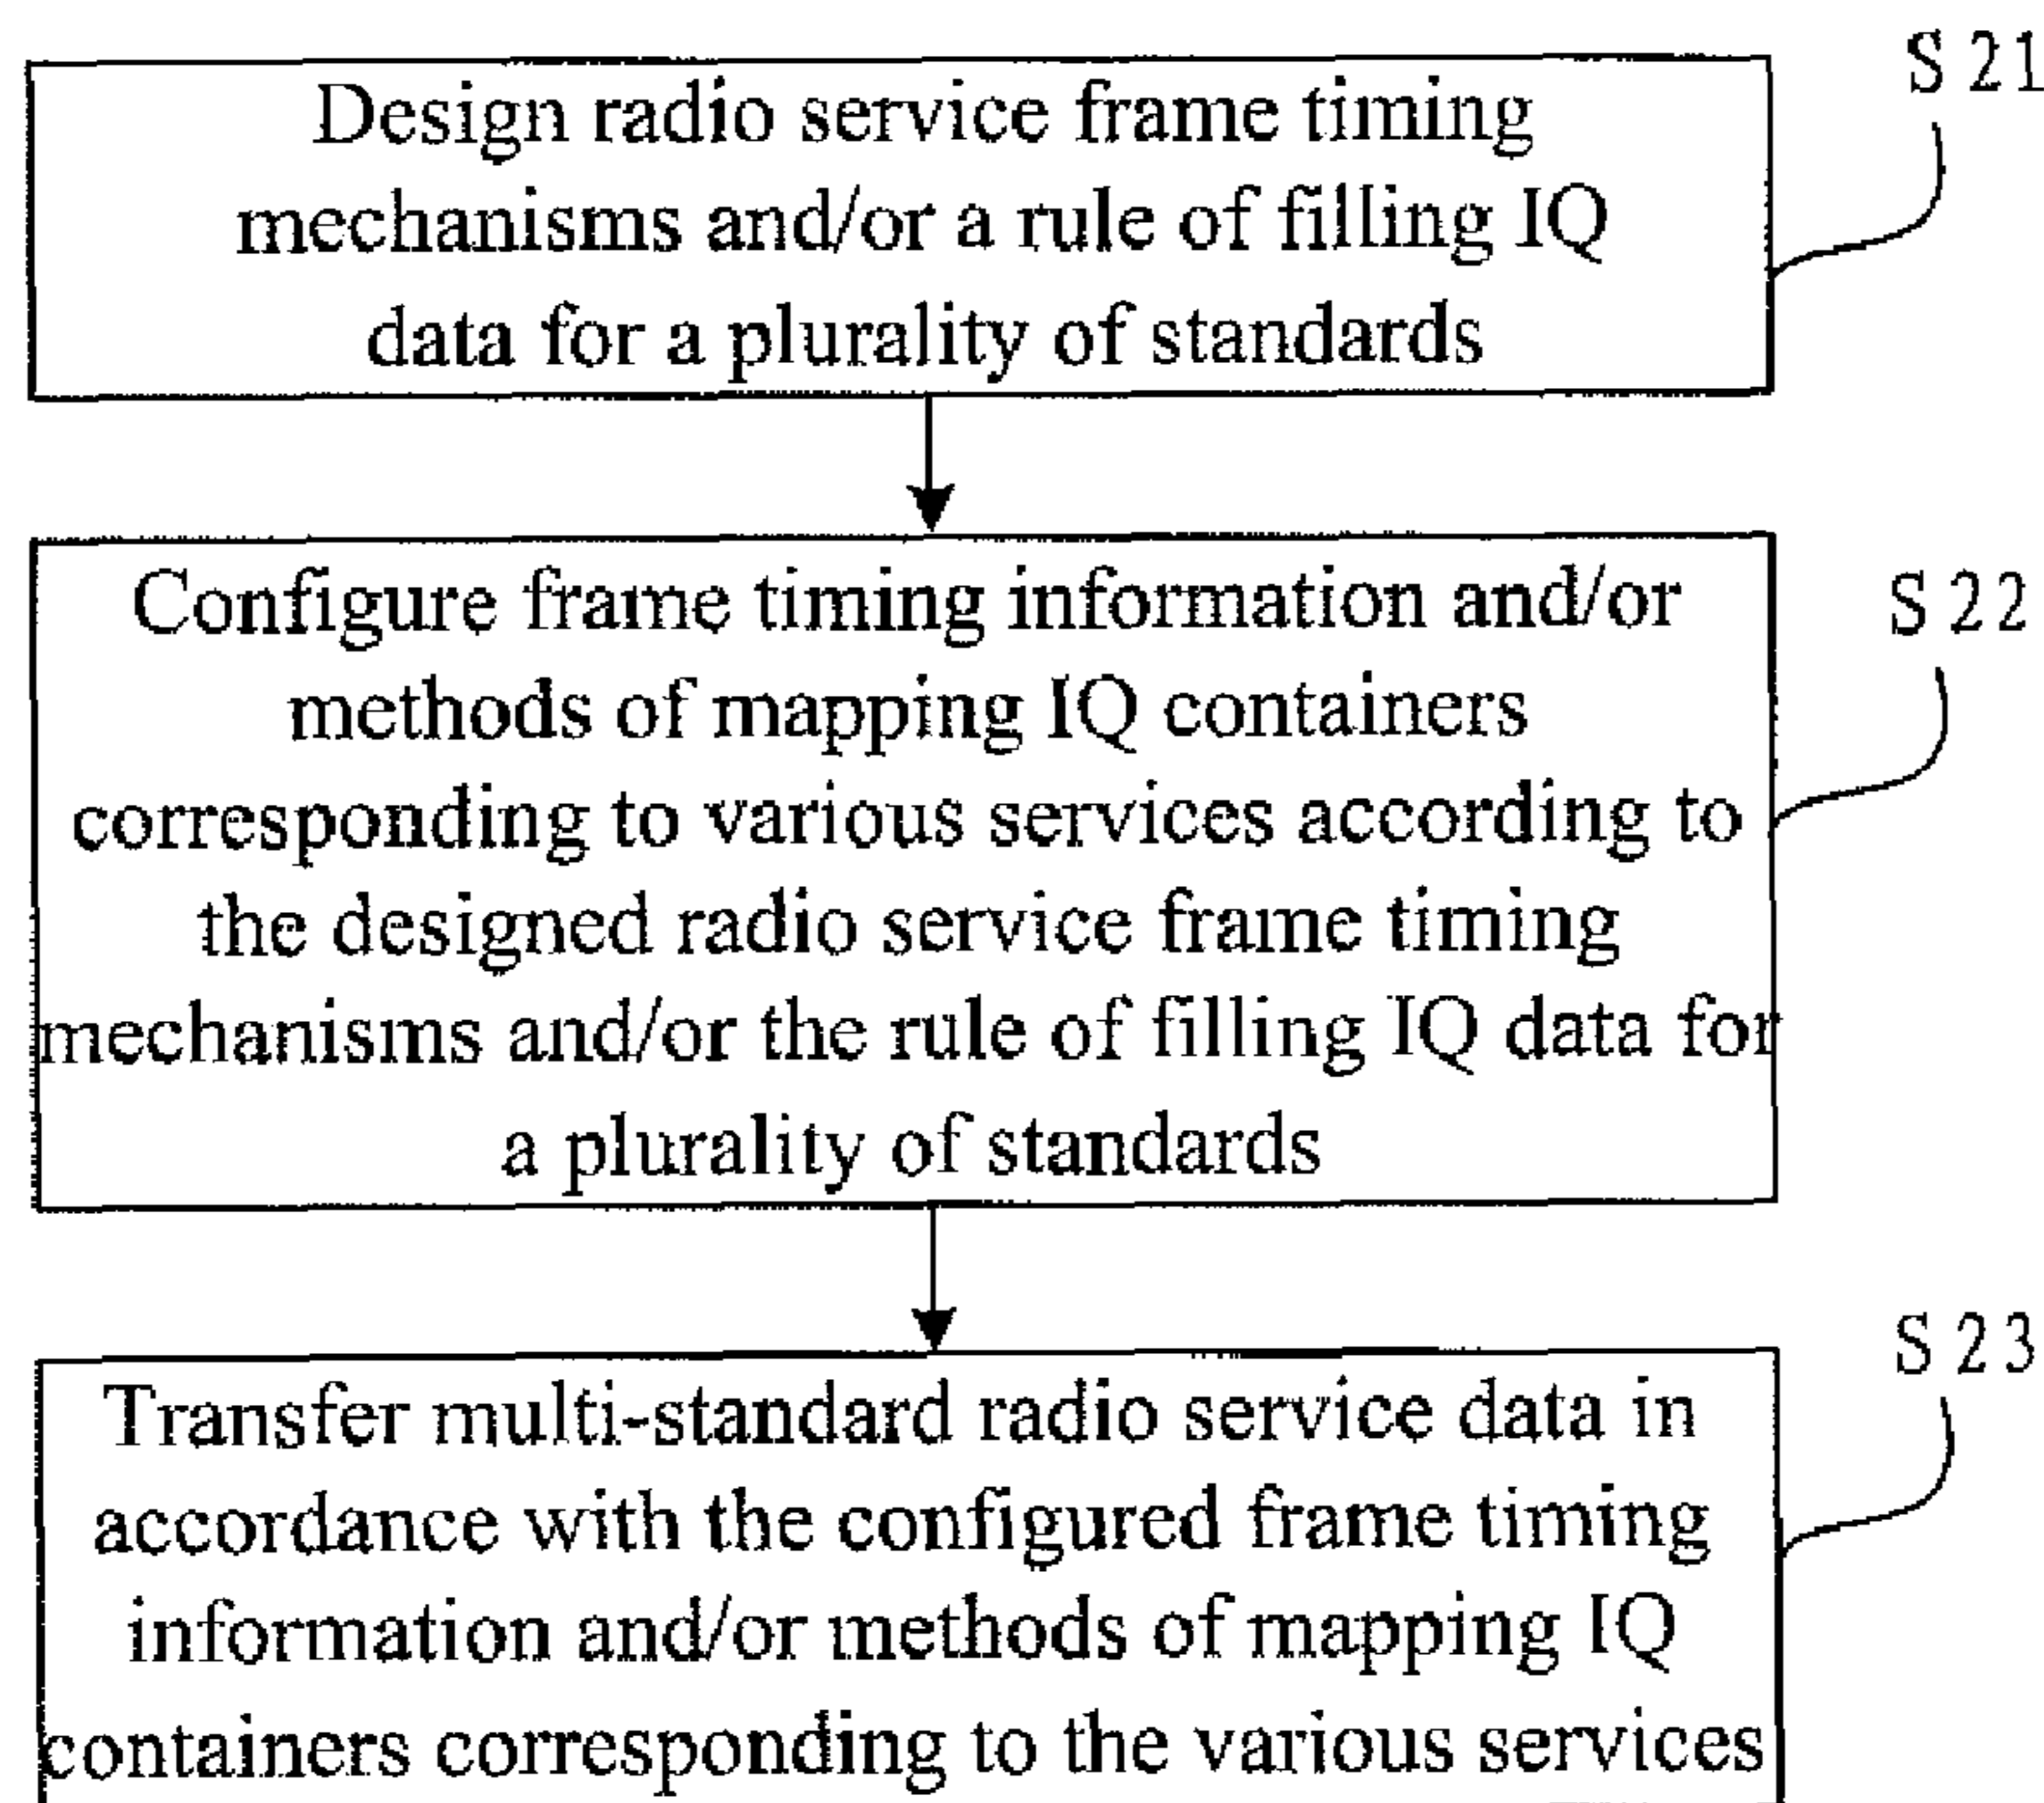 S 21
Design radio service frame timing
mechanisms and/or a rule of filling IQ
data for a plurality of standards
S 22
Configure frame timing information and/or
methods of mapping IQ containers
corresponding to various services according to
the designed radio service frame timing
mechanisms and/or the rule of filling IQ data for
a plurality of standards
S 23
Transfer multi-standard radio service data in
accordance with the configured frame timing
information and/or methods of mapping IQ
containers corresponding to the various services